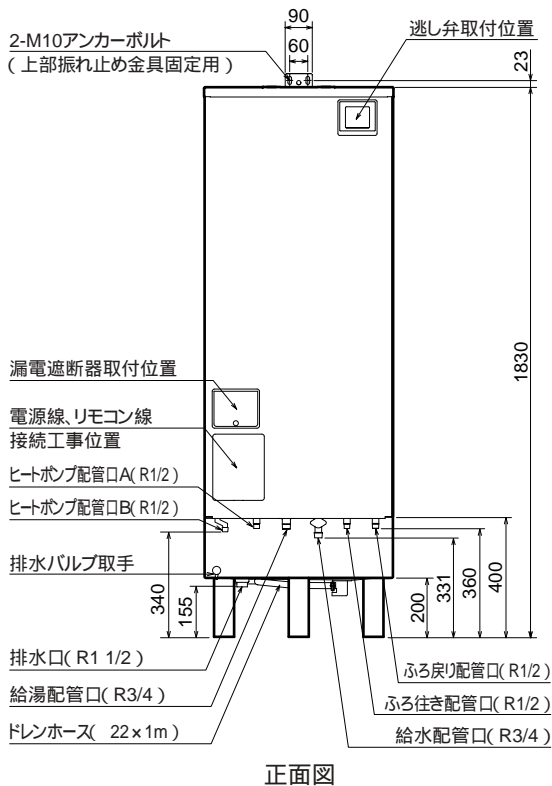 90
60
2-M10アンカーボルト
(上部振れ止め金具固定用)
逃し弁取付位置
23
1830
漏電遮断器取付位置
電源線、リモコン線
接続工事位置
ヒートポンプ配管口A(R1/2)
ヒートポンプ配管口B(R1/2)
排水バルブ取手
340
155
200
331
360
400
排水口(R1 1/2)
給湯配管口(R3/4)
ドレンホース( 22×1m)
ふろ戻り配管口(R1/2)
ふろ往き配管口(R1/2)
給水配管口(R3/4)
正面図